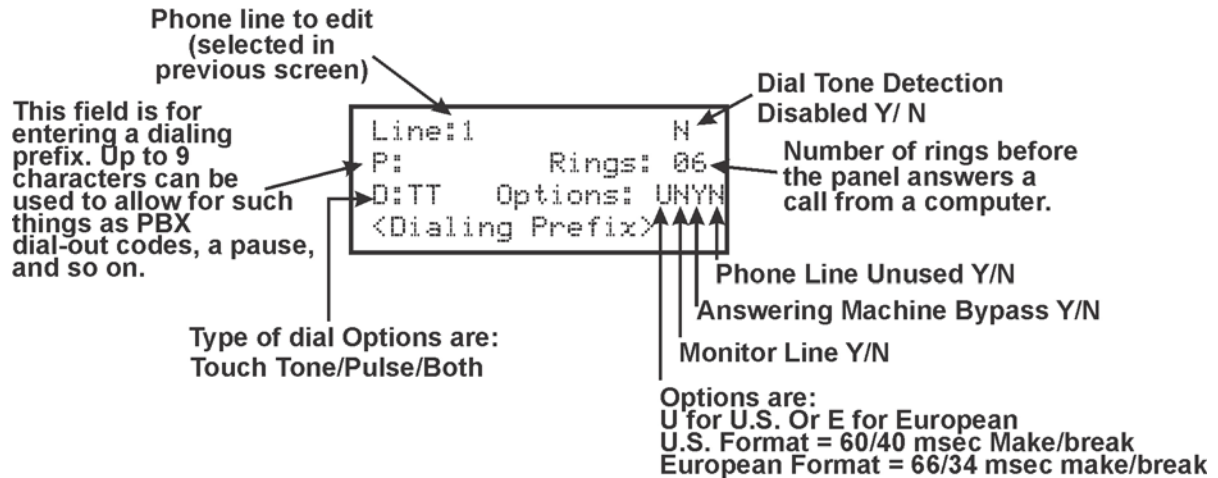 Phone line to edit
(selected in
previous screen)
This field is for
entering a dialing
prefix. Up to 9
characters can be
used to allow for such
things as PBX
dial-out codes, a pause,
and so on.
Line:1 N
P: Rings: 06
D:TT Options: UNYN
<Dialing Prefix>
Dial Tone Detection
Disabled Y/ N
Number of rings before
the panel answers a
call from a computer.
Phone Line Unused Y/N
Answering Machine Bypass Y/N
Monitor Line Y/N
Type of dial Options are:
Touch Tone/Pulse/Both
Options are:
U for U.S. Or E for European
U.S. Format = 60/40 msec Make/break
European Format = 66/34 msec make/break